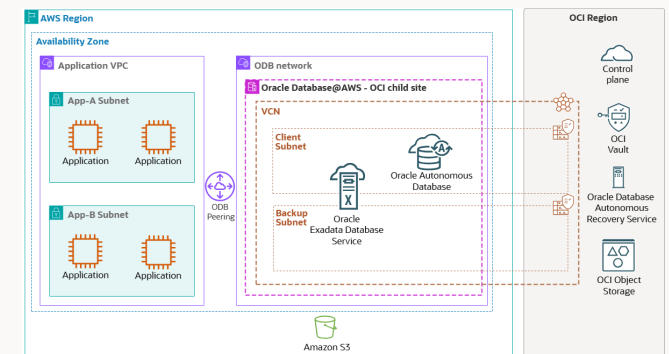 AWS Region
OCI Region
Availability Zone
Application VPC
ODB network
Oracle Database@AWS - OCI child site
App-A Subnet
Application
Application
App-B Subnet
Application
Application
ODB
Peering
VCN
Client
Subnet
Oracle Autonomous
Database
A
Backup
Subnet
X
Oracle
Exadata Database
Service
Control
plane
OCI
Vault
Oracle Database
Autonomous
Recovery Service
OCI Object
Storage
Amazon S3